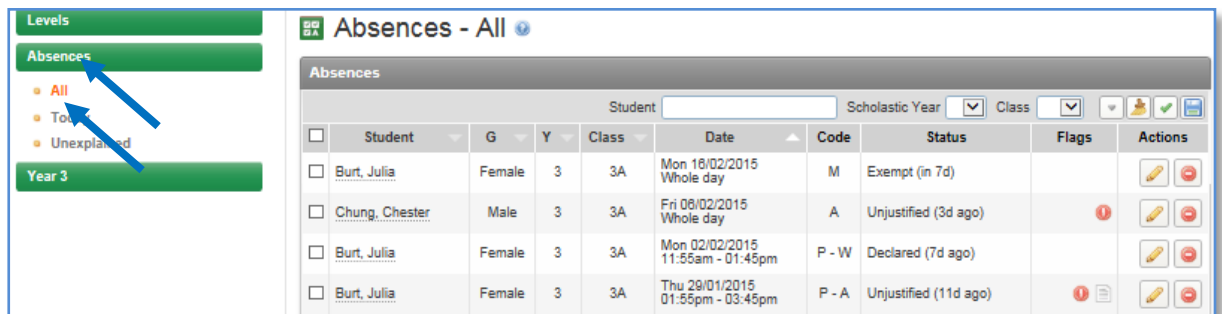 Levels
Absences
All
Today
Unexplained
Year 3
Absences - All
Absences
Student Scholastic Year Class
Student G Y Class Date Code Status Flags Actions
Burt, Julia Female 3 3A Mon 16/02/2015 Whole day M Exempt (in 7d)
Chung, Chester Male 3 3A Fri 06/02/2015 Whole day A Unjustified (3d ago)
Burt, Julia Female 3 3A Mon 02/02/2015 11:55am - 01:45pm P - W Declared (7d ago)
Burt, Julia Female 3 3A Thu 29/01/2015 01:55pm - 03:45pm P - A Unjustified (11d ago)